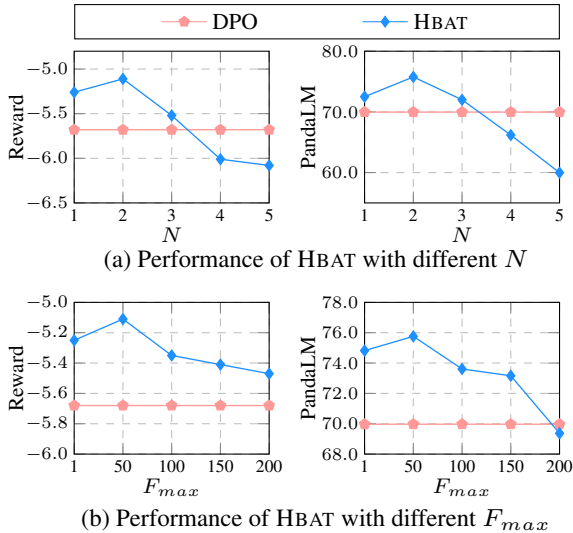 DPO HBAT
Reward
−5.0
−5.5
−6.0
−6.5
1 2 3 4 5
N
PandaLM
80.0
70.0
60.0
1 2 3 4 5
N
(a) Performance of HBAT with different N
Reward
−5.0
−5.2
−5.4
−5.6
−5.8
−6.0
1 50 100 150 200
Fmax
PandaLM
78.0
76.0
74.0
72.0
70.0
68.0
1 50 100 150 200
Fmax
(b) Performance of HBAT with different Fmax